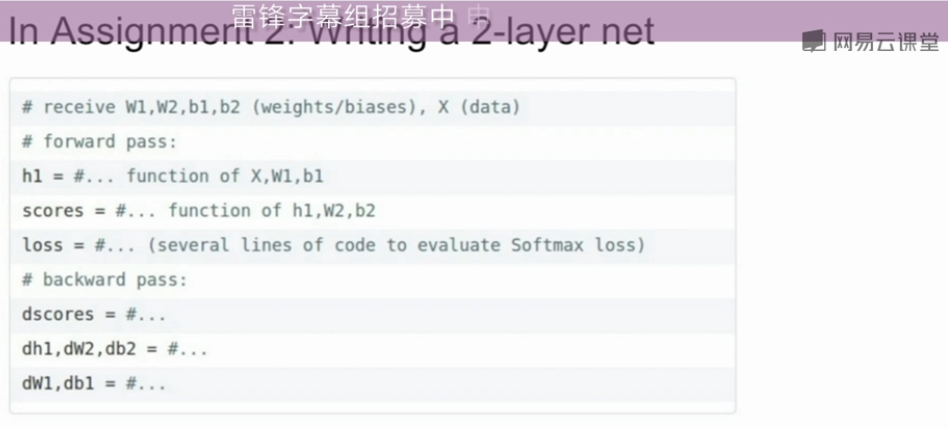 雷锋字幕组招募中 申
In Assignment 2: Writing a 2-layer net
网易云课堂
# receive W1,W2,b1,b2 (weights/biases), X (data)
# forward pass:
h1 = #... function of X,W1,b1
scores = #... function of h1,W2,b2
loss = #... (several lines of code to evaluate Softmax loss)
# backward pass:
dscores = #...
dh1,dW2,db2 = #...
dW1,db1 = #...